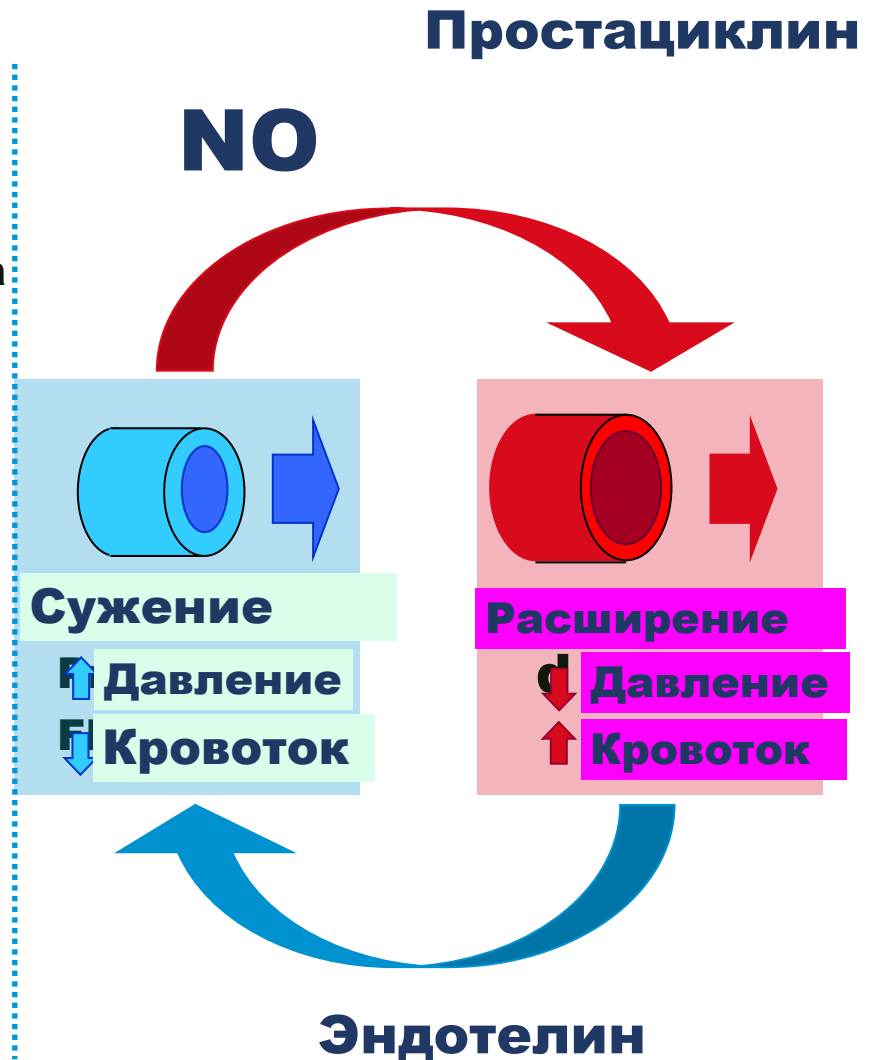 Простациклин
NO
а
Сужение
Давление
Кровоток
Расширение
d
Давление
Кровоток
Эндотелин